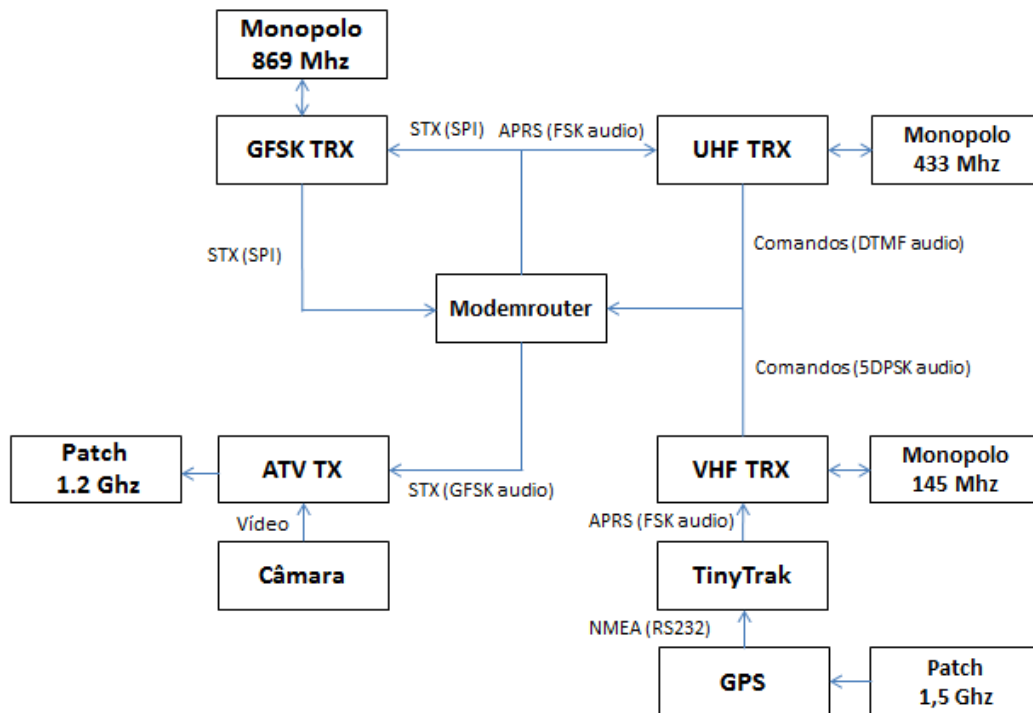 Monopolo
869 Mhz
GFSK TRX
STX (SPI)
APRS (FSK audio)
UHF TRX
Monopolo
433 Mhz
STX (SPI)
Comandos (DTMF audio)
Modemrouter
Comandos (5DPSK audio)
Patch
1.2 Ghz
ATV TX
STX (GFSK audio)
VHF TRX
Monopolo
145 Mhz
Vídeo
APRS (FSK audio)
Câmara
TinyTrak
NMEA (RS232)
GPS
Patch
1,5 Ghz